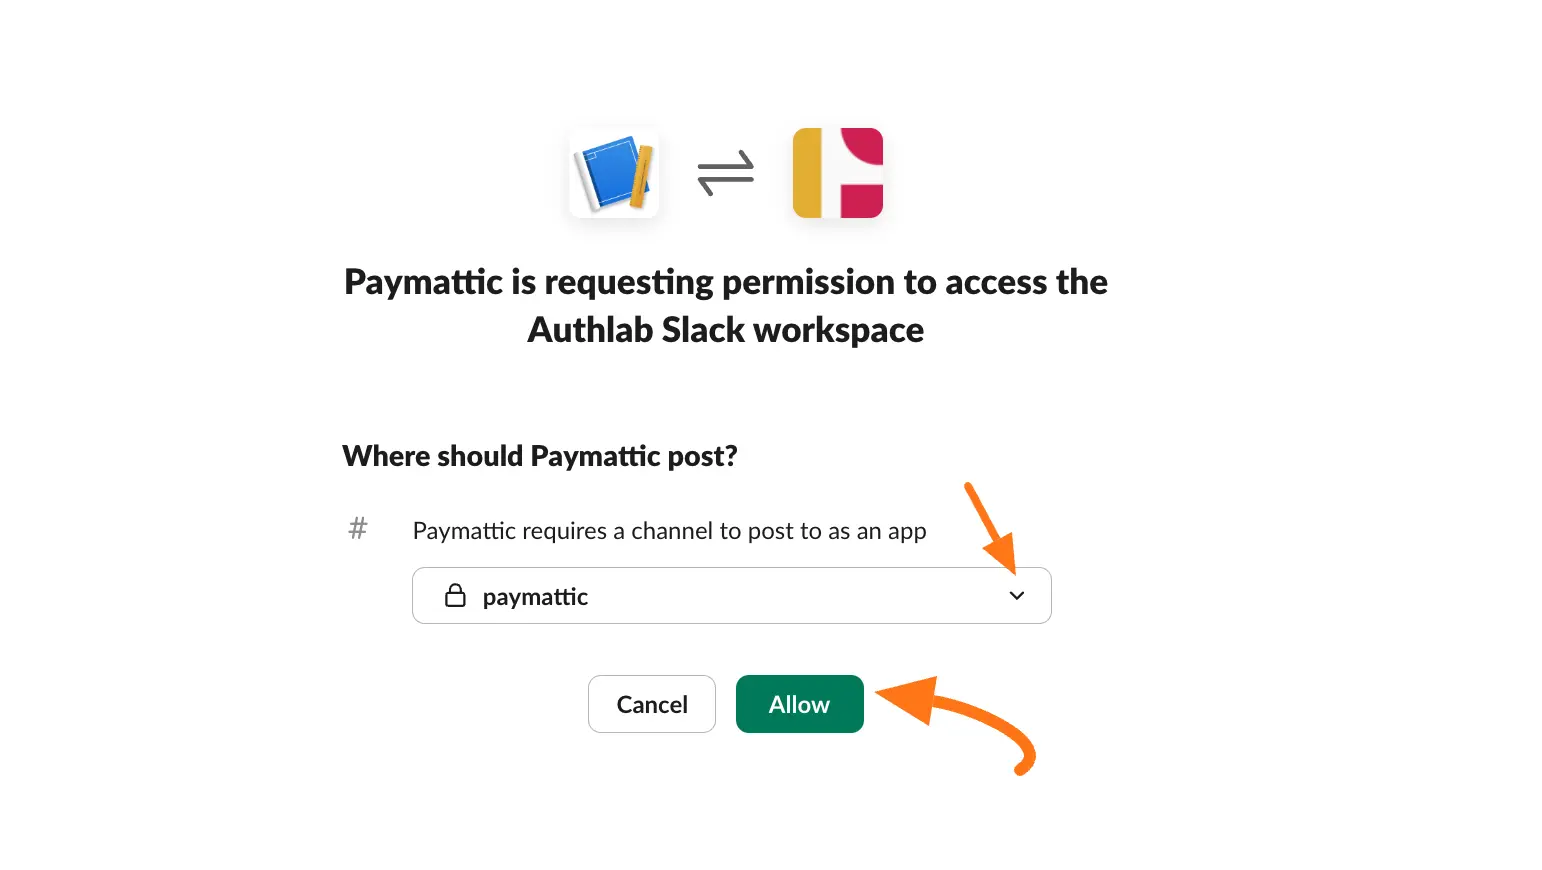 Paymattic is requesting permission to access the
Authlab Slack workspace
Where should Paymattic post?
# Paymattic requires a channel to post to as an app
paymattic
Cancel Allow